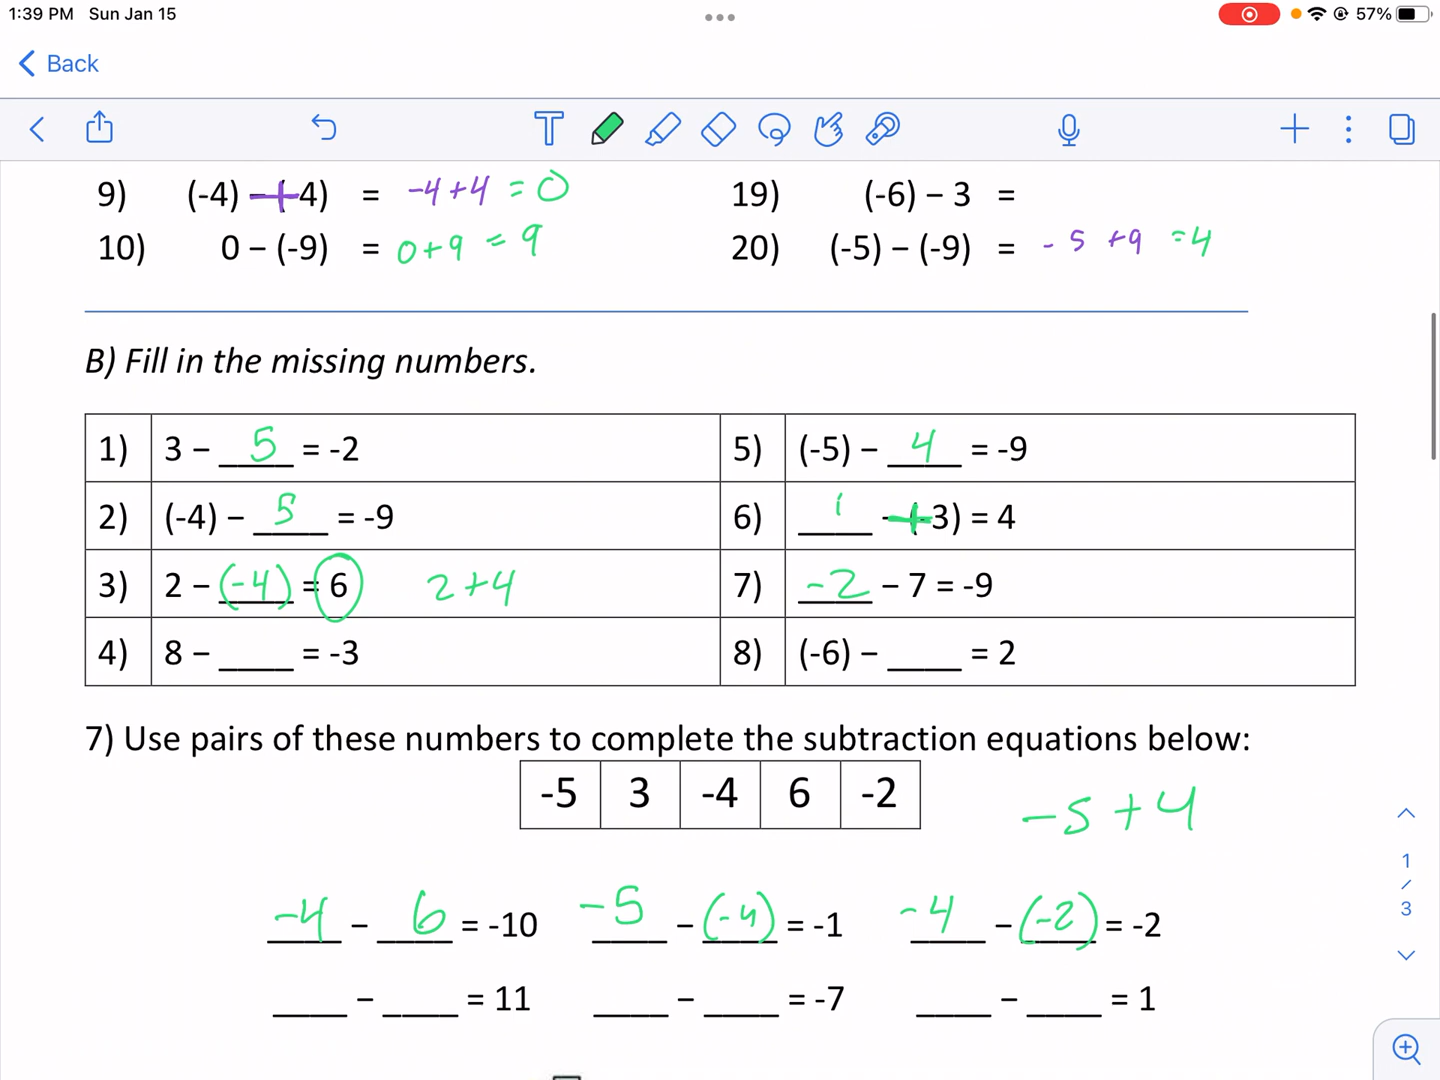 1:39 PM Sun Jan 15 57%
Back
9) (-4) – (-4) = -4+4 = 0
19) (-6) – 3 =
10) 0 – (-9) = 0+9 = 9
20) (-5) – (-9) = -5 +9 =4
B) Fill in the missing numbers.
1) 3 – 5 = -2
5) (-5) – 4 = -9
2) (-4) – 5 = -9
6) 1 – (-3) = 4
3) 2 – (-4) = 6 2+4
7) -2 – 7 = -9
4) 8 – ____ = -3
8) (-6) – ____ = 2
7) Use pairs of these numbers to complete the subtraction equations below:
-5 3 -4 6 -2
-5+4
-4 – 6 = -10 -5 – (-4) = -1 -4 – (-2) = -2
____ – ____ = 11 ____ – ____ = -7 ____ – ____ = 1
1
/
3